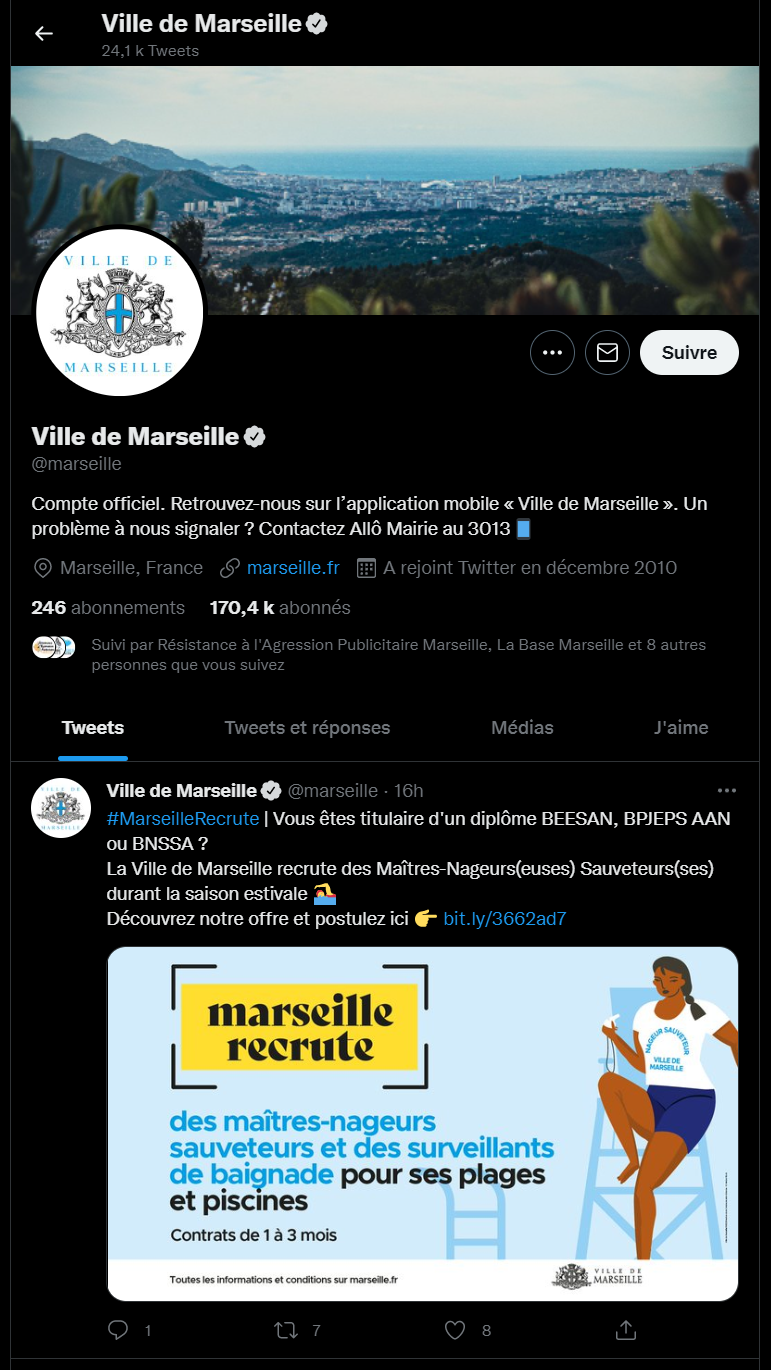 Ville de Marseille
24,1 k Tweets
VILLE DE
MARSEILLE
Suivre
Ville de Marseille
@marseille
Compte officiel. Retrouvez-nous sur l'application mobile « Ville de Marseille ». Un
problème à nous signaler ? Contactez Allô Mairie au 3013
Marseille, France marseille.fr A rejoint Twitter en décembre 2010
246 abonnements 170,4 k abonnés
Suivi par Résistance à l'Agression Publicitaire Marseille, La Base Marseille et 8 autres
personnes que vous suivez
Tweets Tweets et réponses Médias J'aime
Ville de Marseille @marseille · 16h
#MarseilleRecrute | Vous êtes titulaire d'un diplôme BEESAN, BPJEPS AAN
ou BNSSA ?
La Ville de Marseille recrute des Maîtres-Nageurs(euses) Sauveteurs(ses)
durant la saison estivale 🏊
Découvrez notre offre et postulez ici 👉 bit.ly/3662ad7
marseille
recrute
NAGEUR SAUVETEUR
VILLE DE
MARSEILLE
des maîtres-nageurs
sauveteurs et des surveillants
de baignade pour ses plages
et piscines
Contrats de 1 à 3 mois
Toutes les informations et conditions sur marseille.fr
VILLE DE
MARSEILLE
1 7 8